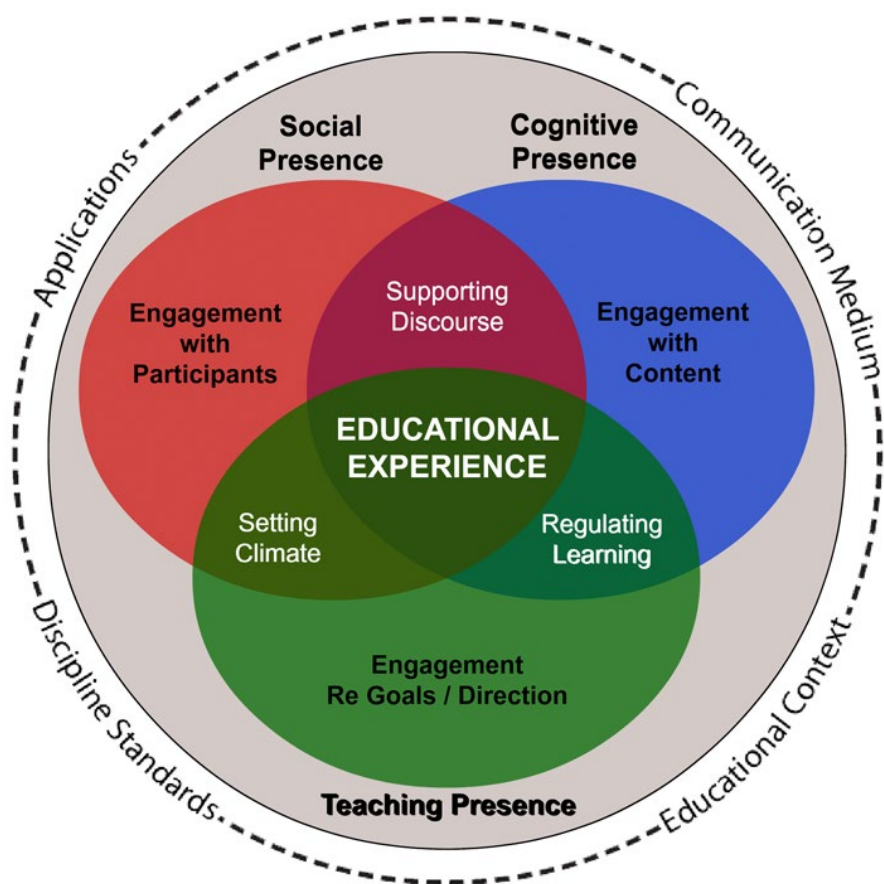 Social
Presence
Cognitive
Presence
Applications
Communication Medium
Supporting
Discourse
Engagement
with
Participants
Engagement
with
Content
EDUCATIONAL
EXPERIENCE
Setting
Climate
Regulating
Learning
Engagement
Re Goals / Direction
Discipline Standards
Educational Context
Teaching Presence